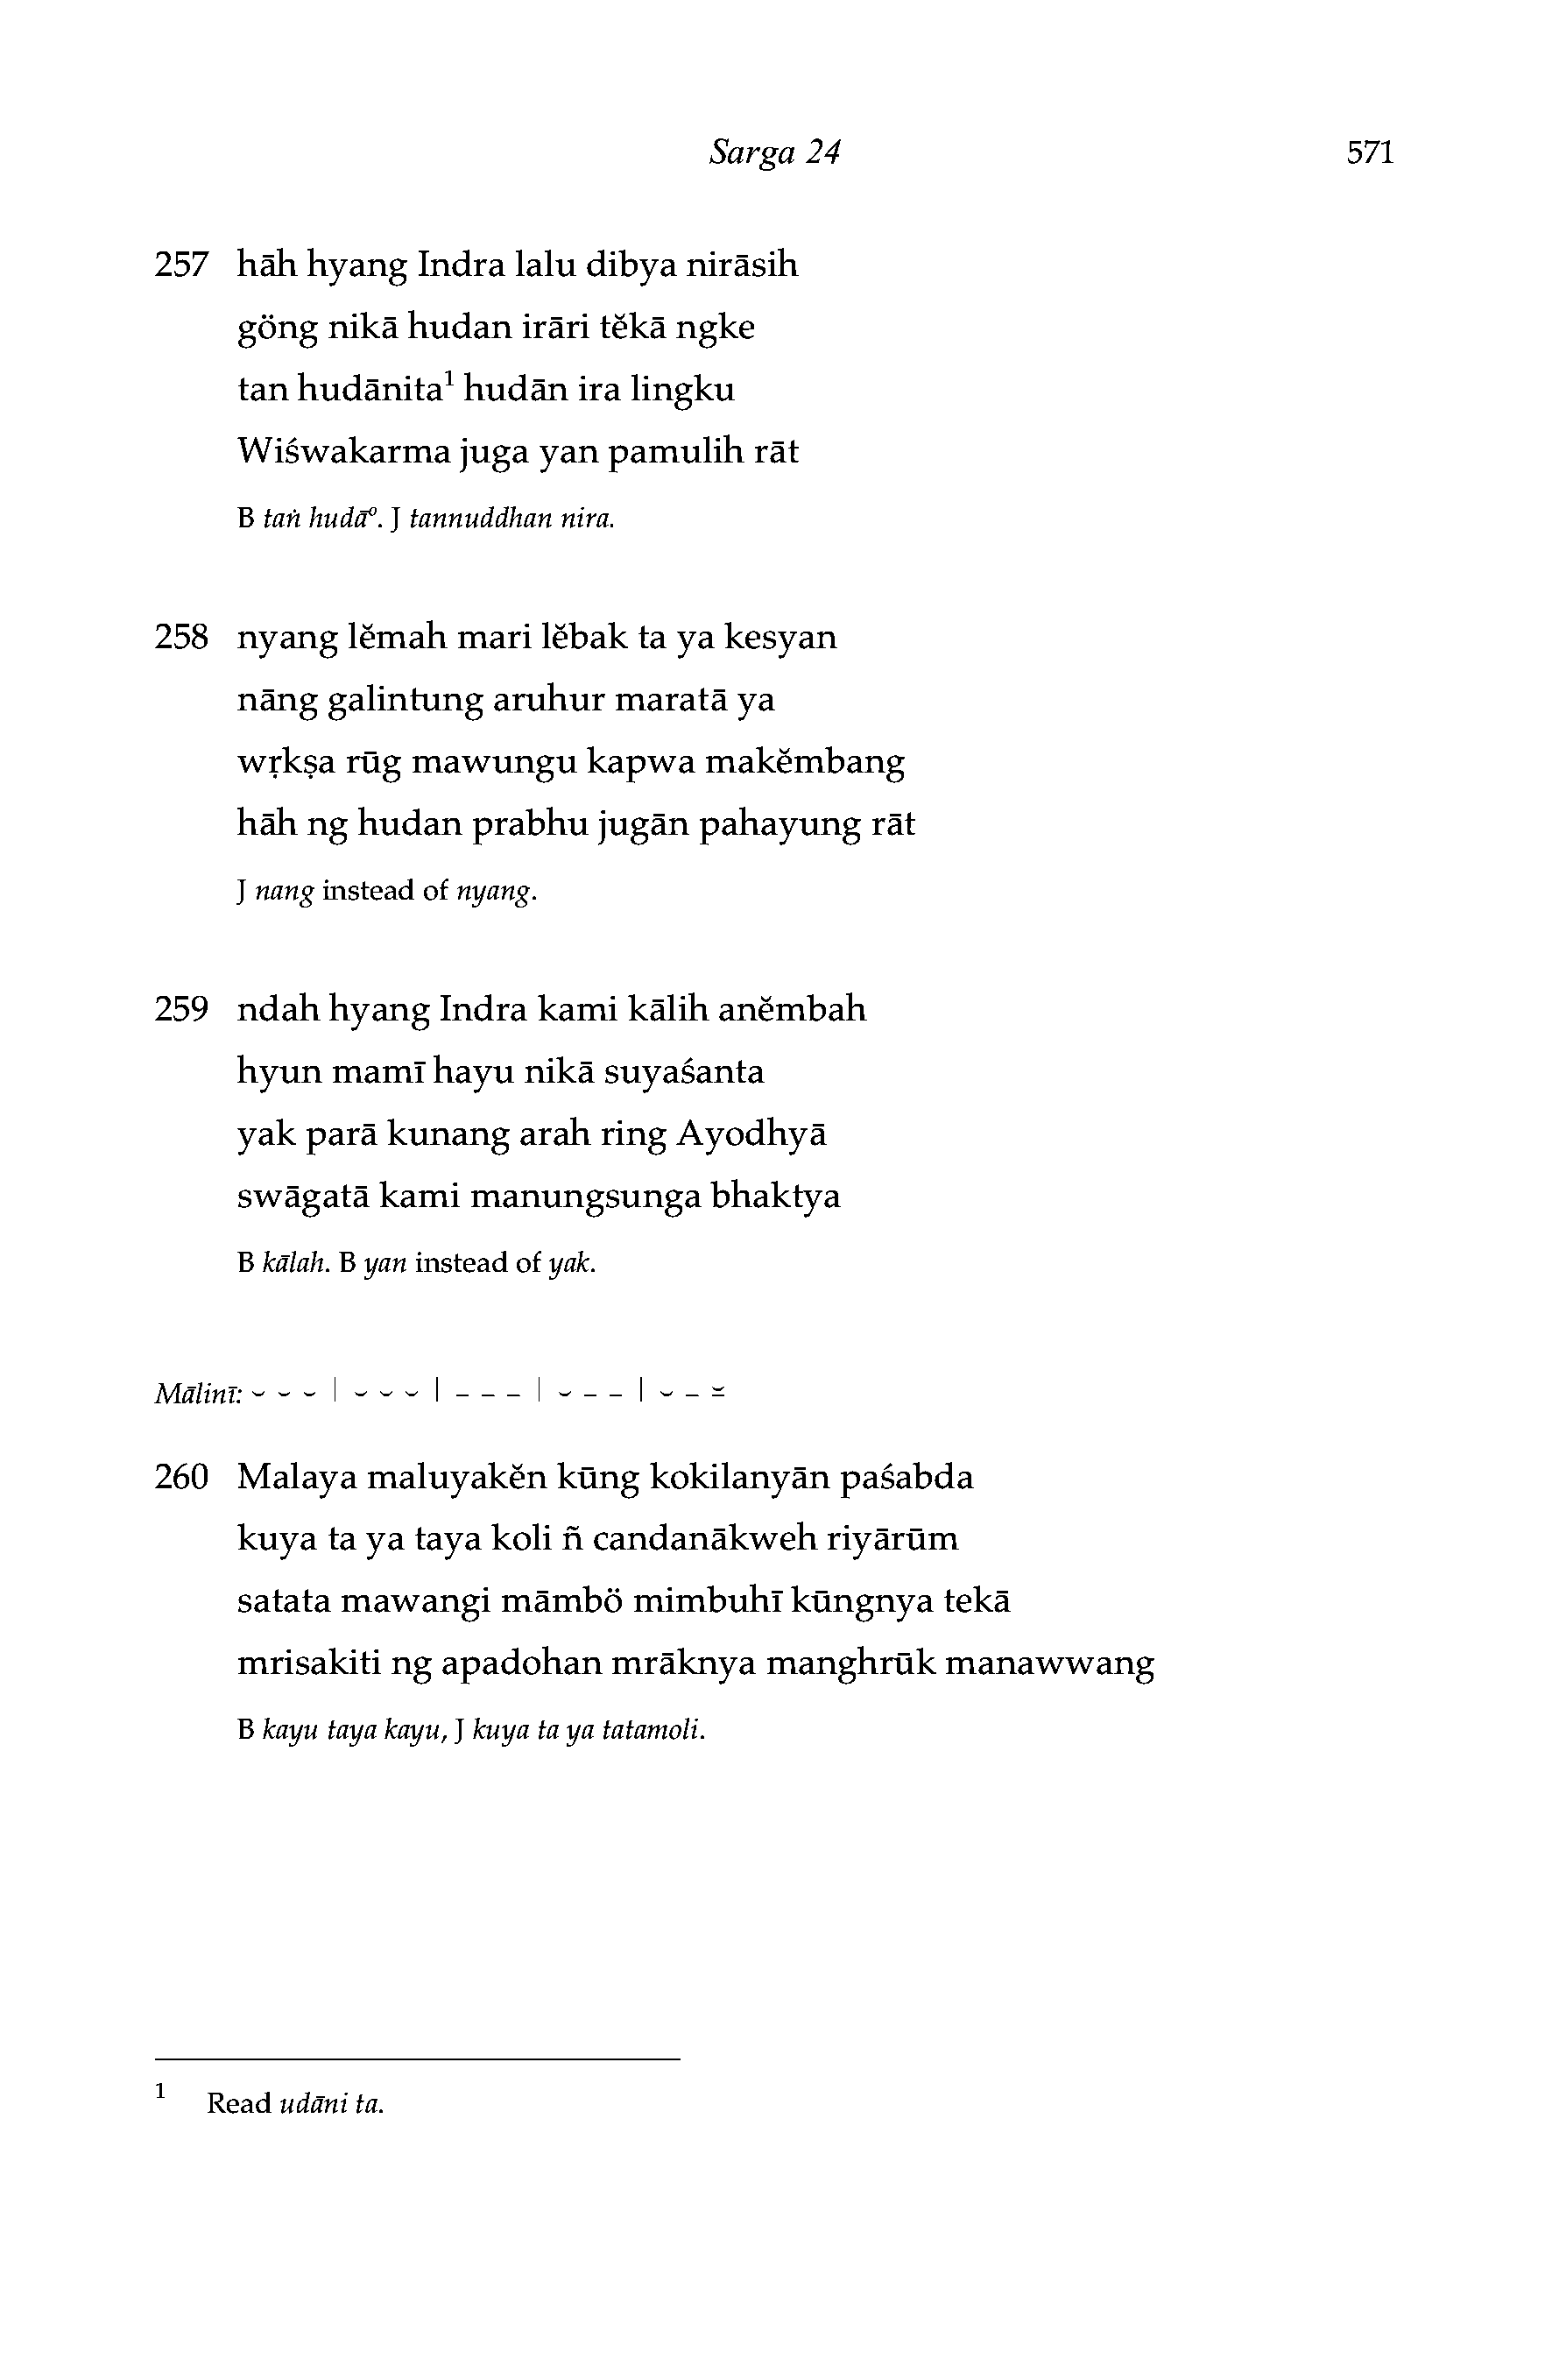 Sarga 24 571
257 hāh hyang Indra lalu dibya nirāsih
göng nikā hudan irāri tĕkā ngke
tan hudānita¹ hudān ira lingku
Wiśwakarma juga yan pamulih rāt
B taṅ hudāº. J tannuddhan nira.
258 nyang lĕmah mari lĕbak ta ya kesyan
nāng galintung aruhur maratā ya
wṛkṣa rūg mawungu kapwa makĕmbang
hāh ng hudan prabhu jugān pahayung rāt
J nang instead of nyang.
259 ndah hyang Indra kami kālih anĕmbah
hyun mamī hayu nikā suyaśanta
yak parā kunang arah ring Ayodhyā
swāgatā kami manungsunga bhaktya
B kālah. B yan instead of yak.
Mālinī: ⏑ ⏑ ⏑ | ⏑ ⏑ ⏑ | – – – | ⏑ – – | ⏑ – ⏓
260 Malaya maluyakĕn kūng kokilanyān paśabda
kuya ta ya taya koli ñ candanākweh riyārūm
satata mawangi māmbö mimbuhī kūngnya tekā
mrisakiti ng apadohan mrāknya manghrūk manawwang
B kayu taya kayu, J kuya ta ya tatamoli.
¹ Read udāni ta.